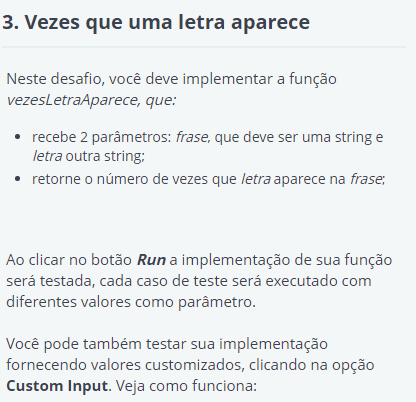 3. Vezes que uma letra aparece
Neste desafio, você deve implementar a função
vezesLetraAparece, que:
• recebe 2 parâmetros: frase, que deve ser uma string e
letra outra string;
• retorne o número de vezes que letra aparece na frase;
Ao clicar no botão Run a implementação de sua função
será testada, cada caso de teste será executado com
diferentes valores como parâmetro.
Você pode também testar sua implementação
fornecendo valores customizados, clicando na opção
Custom Input. Veja como funciona: